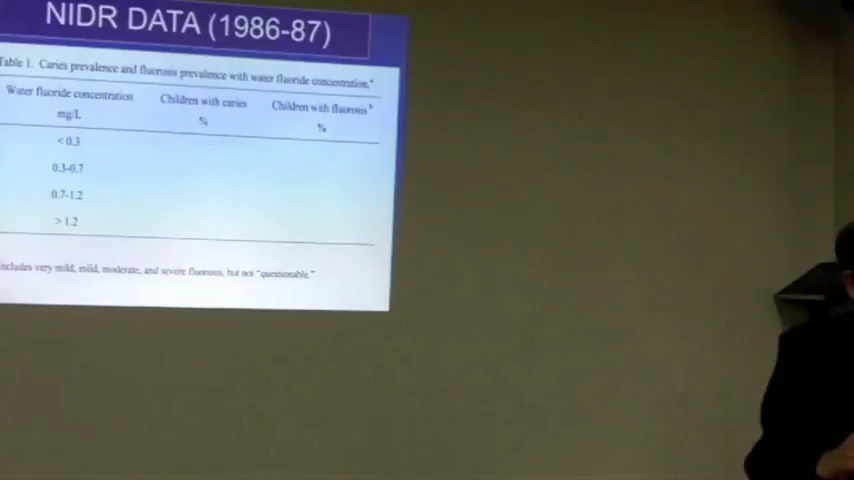 NIDR DATA (1986-87)
Table 1. Caries prevalence and fluorosis prevalence with water fluoride concentration.ᵃ
Water fluoride concentration
mg/L
Children with caries
%
Children with fluorosisᵇ
%
<0.3
0.3-0.7
0.7-1.2
>1.2
includes very mild, mild, moderate, and severe fluorosis, but not "questionable."